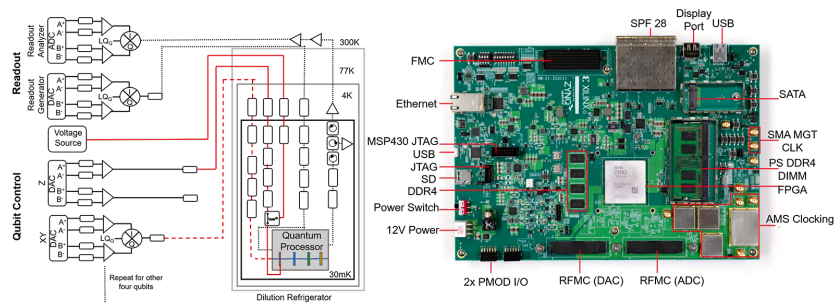 Readout
Readout
Analyzer
ADC
A⁺
A⁻
B⁺
B⁻
LO
I
Q
Readout
Generator
DAC
A⁺
A⁻
B⁺
B⁻
LO
I
Q
Voltage
Source
Qubit Control
Z
DAC
A⁺
A⁻
B⁺
B⁻
XY
DAC
A⁺
A⁻
B⁺
B⁻
LO
I
Q
Repeat for other
four qubits
300K
77K
4K
Quantum
Processor
30mK
Dilution Refrigerator
SPF 28
Display
Port
USB
FMC
Ethernet
MSP430 JTAG
USB
JTAG
SD
DDR4
Power Switch
12V Power
2x PMOD I/O
RFMC (DAC)
RFMC (ADC)
SATA
SMA MGT
CLK
PS DDR4
DIMM
FPGA
AMS Clocking
XILINX
ZYNQ
ZYNQ